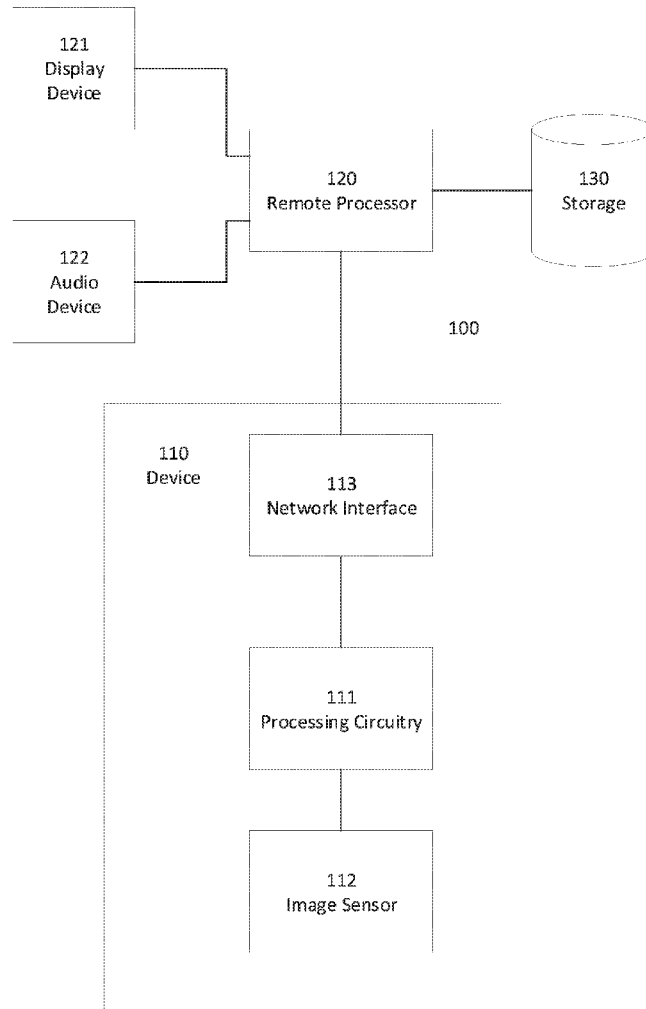 121
Display
Device
120
Remote Processor
130
Storage
122
Audio
Device
100
110
Device
113
Network Interface
111
Processing Circuitry
112
Image Sensor